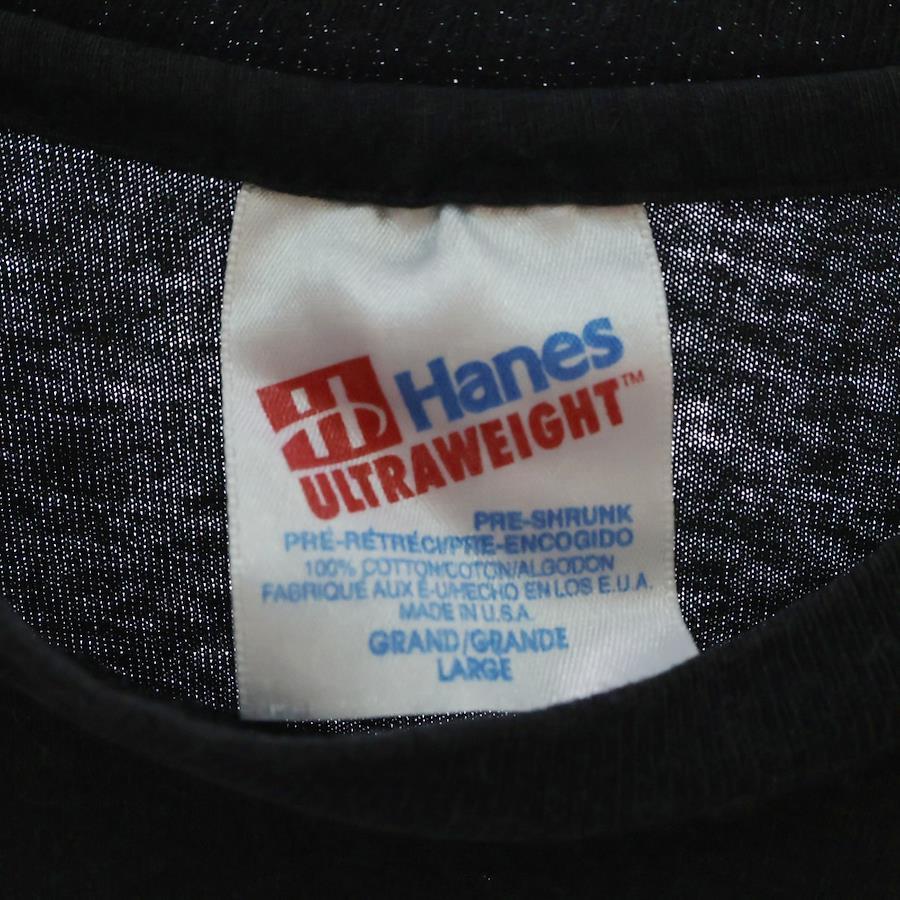 Hanes
ULTRAWEIGHT™
PRE-SHRUNK
PRÉ-RÉTRÉCI/PRE-ENCOGIDO
100% COTTON/COTON/ALGODON
FABRIQUÉ AUX É-U/HECHO EN LOS E.U.A.
MADE IN U.S.A.
GRAND/GRANDE
LARGE